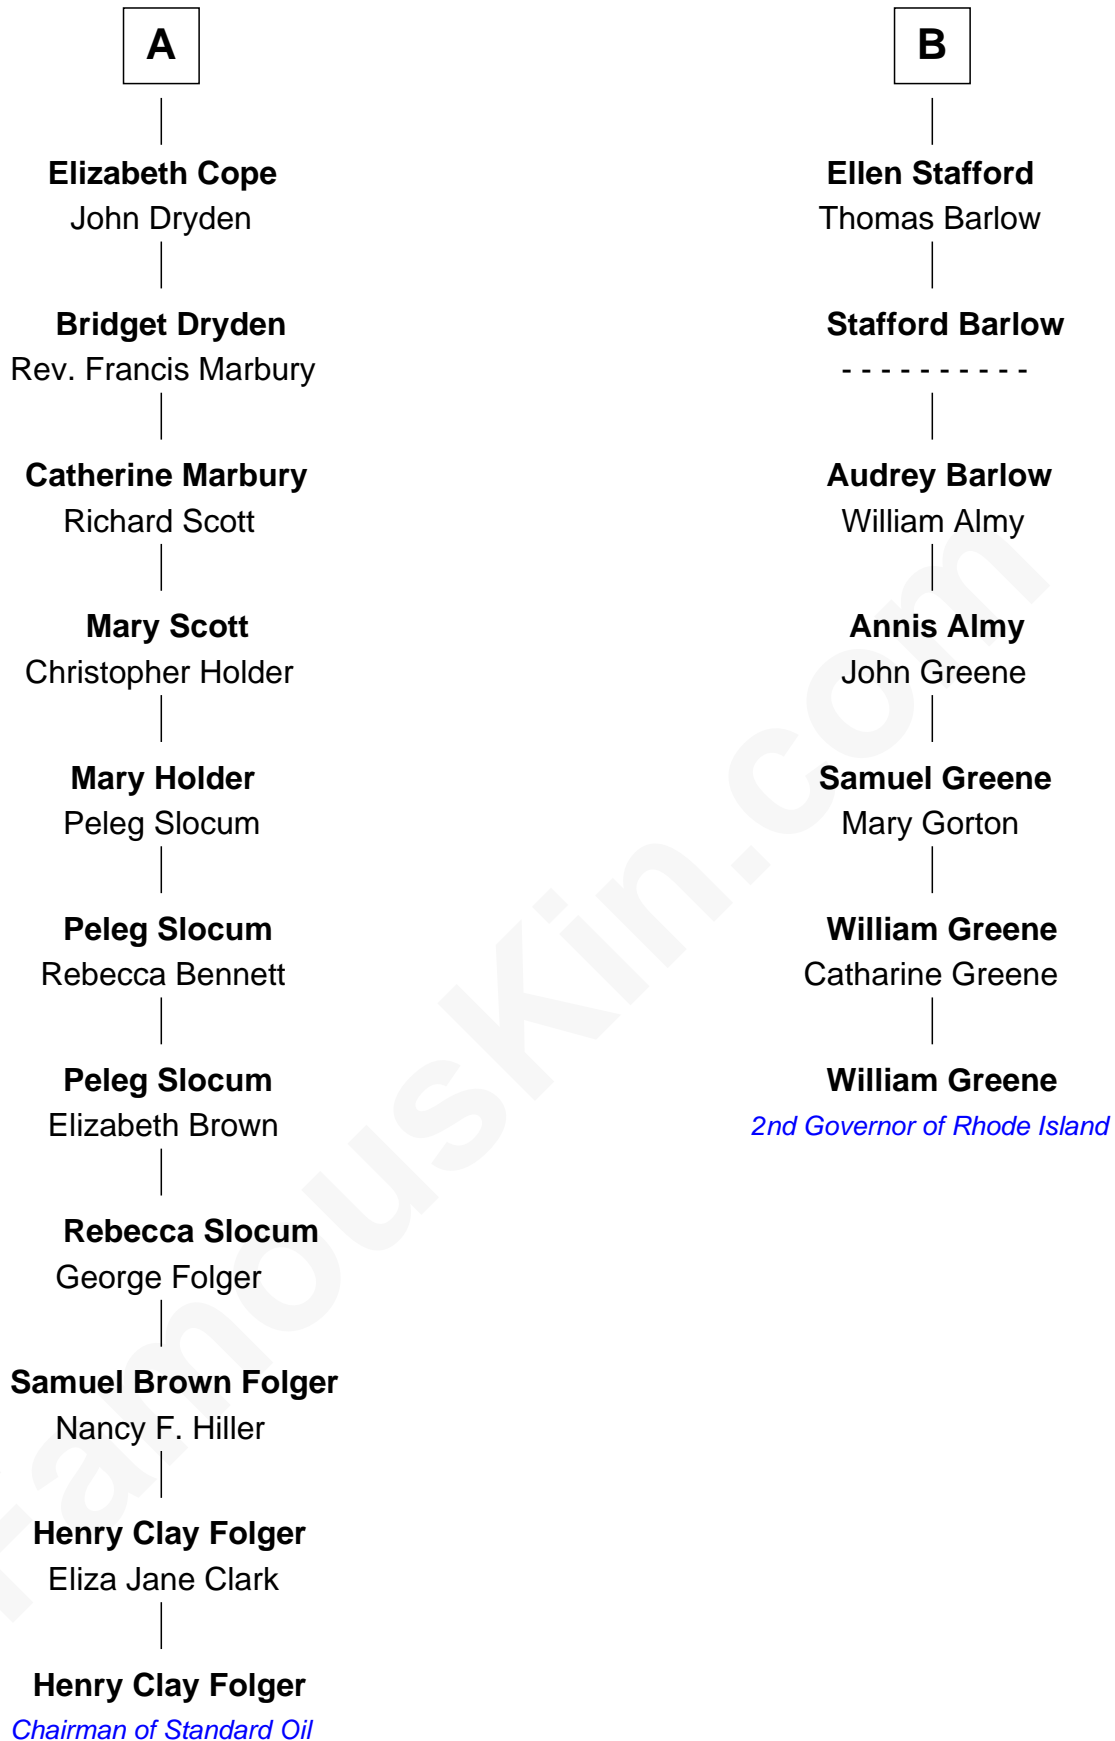 A
Elizabeth Cope
John Dryden
Bridget Dryden
Rev. Francis Marbury
Catherine Marbury
Richard Scott
Mary Scott
Christopher Holder
Mary Holder
Peleg Slocum
Peleg Slocum
Rebecca Bennett
Peleg Slocum
Elizabeth Brown
Rebecca Slocum
George Folger
Samuel Brown Folger
Nancy F. Hiller
Henry Clay Folger
Eliza Jane Clark
Henry Clay Folger
Chairman of Standard Oil
B
Ellen Stafford
Thomas Barlow
Stafford Barlow
- - - - - - - - - -
Audrey Barlow
William Almy
Annis Almy
John Greene
Samuel Greene
Mary Gorton
William Greene
Catharine Greene
William Greene
2nd Governor of Rhode Island
FamousKin.com